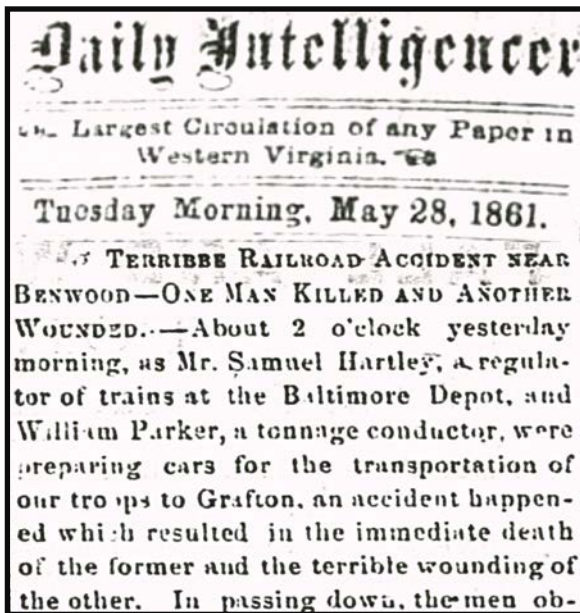 Daily Intelligencer
Largest Circulation of any Paper in
Western Virginia.
Tuesday Morning, May 28, 1861.
TERRIBBE RAILROAD ACCIDENT NEAR
BENWOOD—ONE MAN KILLED AND ANOTHER
WOUNDED.—About 2 o'clock yesterday
morning, as Mr. Samuel Hartley, a regula-
tor of trains at the Baltimore Depot, and
William Parker, a tonnage conductor, were
preparing cars for the transportation of
our troops to Grafton, an accident happen-
ed which resulted in the immediate death
of the former and the terrible wounding of
the other. In passing down, the men ob-